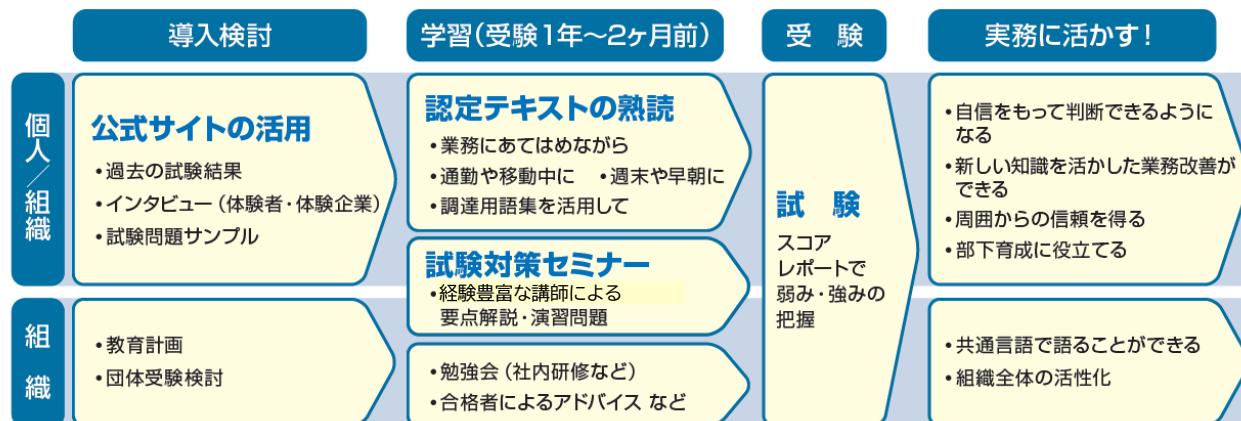 導入検討
学習(受験1年～2ヶ月前)
受　験
実務に活かす！
個人／組織
公式サイトの活用
・過去の試験結果
・インタビュー（体験者・体験企業）
・試験問題サンプル
認定テキストの熟読
・業務にあてはめながら
・通勤や移動中に　・週末や早朝に
・調達用語集を活用して
試験対策セミナー
・経験豊富な講師による
要点解説・演習問題
試　験
スコア
レポートで
弱み・強みの
把握
・自信をもって判断できるように
なる
・新しい知識を活かした業務改善が
できる
・周囲からの信頼を得る
・部下育成に役立てる
組　織
・教育計画
・団体受験検討
・勉強会（社内研修など）
・合格者によるアドバイス など
・共通言語で語ることができる
・組織全体の活性化